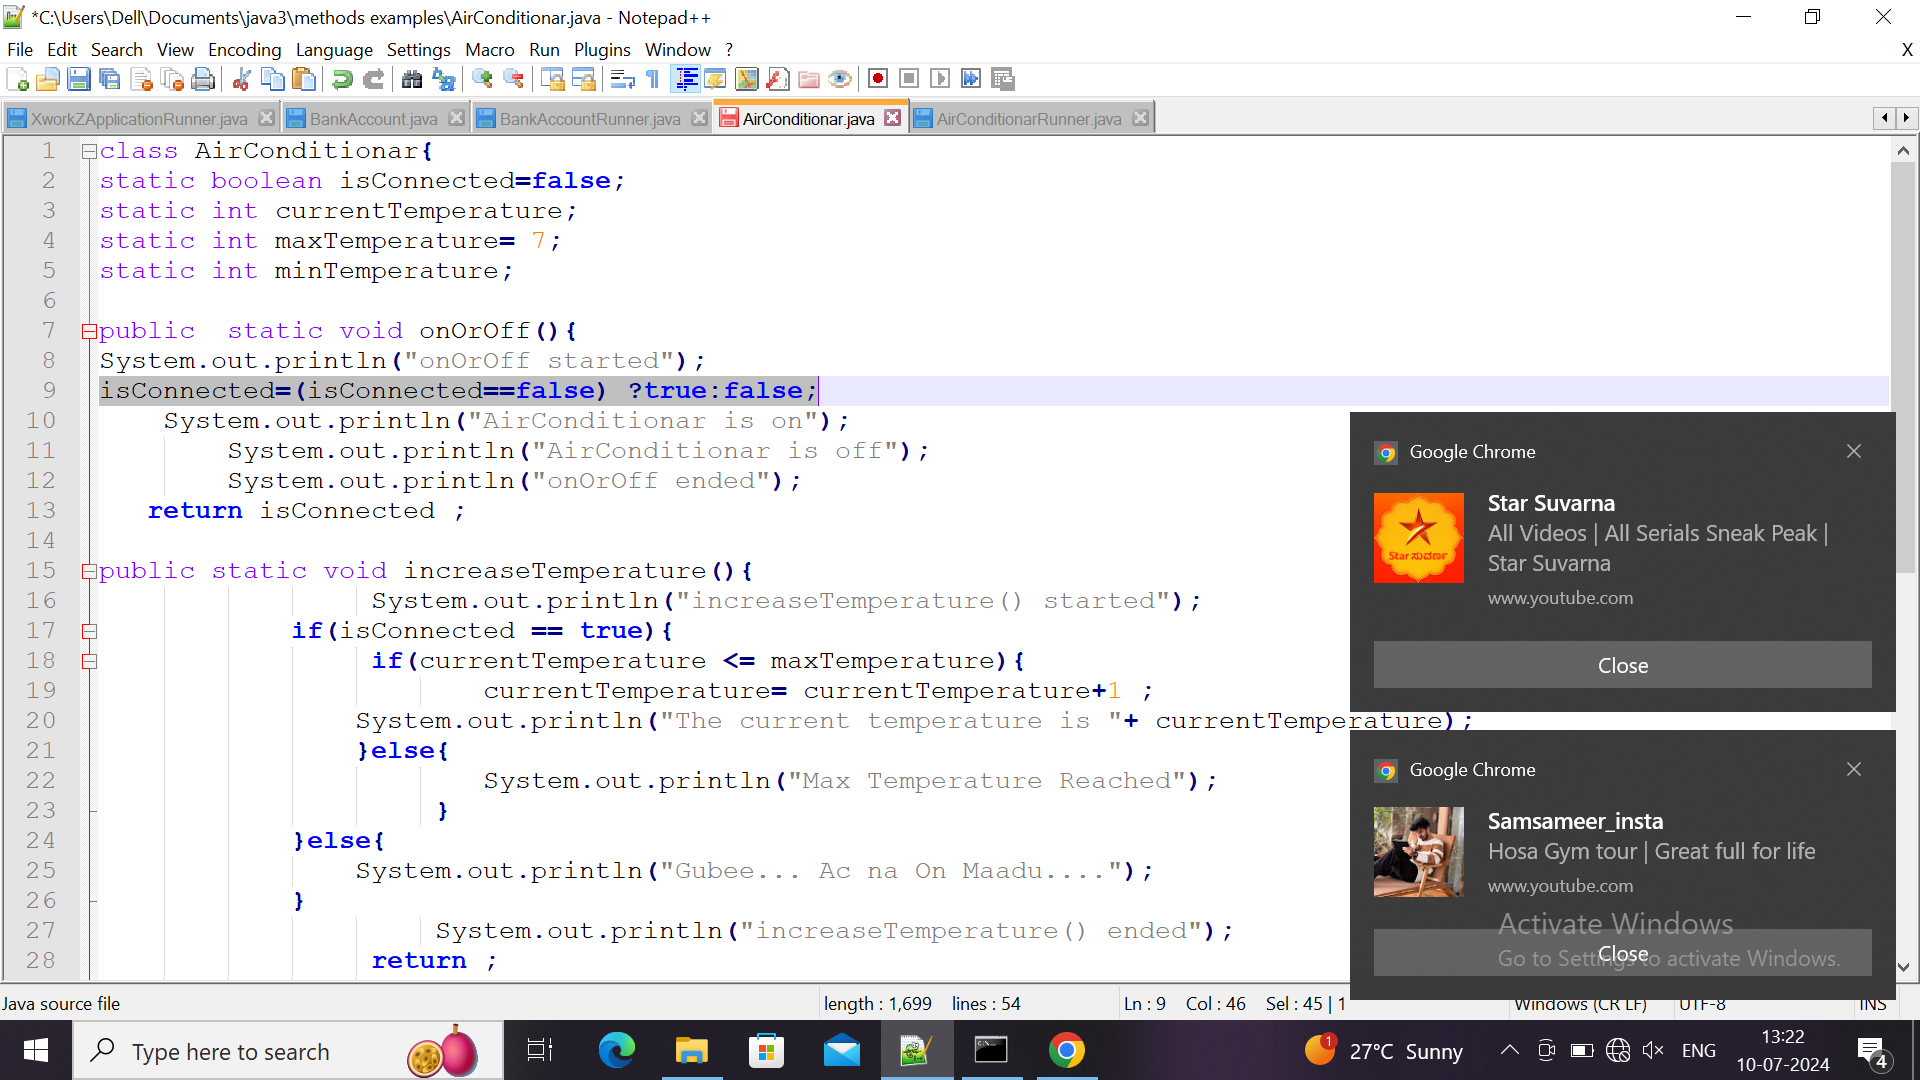 *C:\Users\Dell\Documents\java3\methods examples\AirConditionar.java - Notepad++
File Edit Search View Encoding Language Settings Macro Run Plugins Window ? X
XworkZApplicationRunner.java BankAccount.java BankAccountRunner.java AirConditionar.java AirConditionarRunner.java
1 class AirConditionar{
2 static boolean isConnected=false;
3 static int currentTemperature;
4 static int maxTemperature= 7;
5 static int minTemperature;
6
7 public  static void onOrOff(){
8 System.out.println("onOrOff started");
9 isConnected=(isConnected==false) ?true:false;
10 System.out.println("AirConditionar is on");
11 System.out.println("AirConditionar is off");
12 System.out.println("onOrOff ended");
13 return isConnected ;
14
15 public static void increaseTemperature(){
16 System.out.println("increaseTemperature() started");
17 if(isConnected == true){
18 if(currentTemperature <= maxTemperature){
19 currentTemperature= currentTemperature+1 ;
20 System.out.println("The current temperature is "+ currentTemperature);
21 }else{
22 System.out.println("Max Temperature Reached");
23 }
24 }else{
25 System.out.println("Gubee... Ac na On Maadu....");
26 }
27 System.out.println("increaseTemperature() ended");
28 return ;
Google Chrome
Star Suvarna
All Videos | All Serials Sneak Peak |
Star Suvarna
www.youtube.com
Star ಸುವರ್ಣ
Close
Google Chrome
Samsameer_insta
Hosa Gym tour | Great full for life
www.youtube.com
Activate Windows
Close
Go to Settings to activate Windows.
Java source file length : 1,699 lines : 54 Ln : 9 Col : 46 Sel : 45 | 1 Windows (CR LF) UTF-8 INS
Type here to search
1
27°C Sunny
ENG
13:22
10-07-2024
4